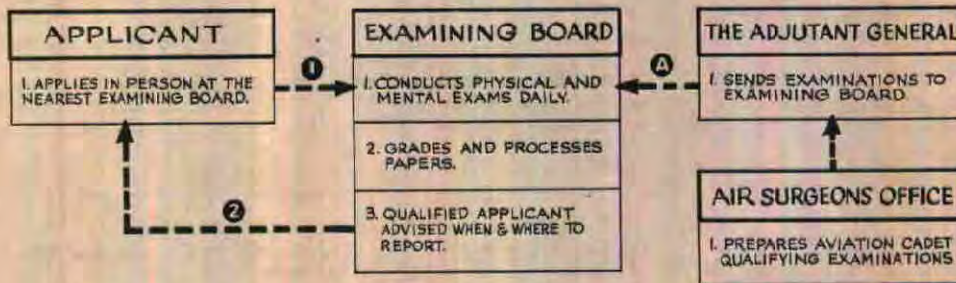 APPLICANT
1. APPLIES IN PERSON AT THE
NEAREST EXAMINING BOARD.
1
EXAMINING BOARD
1. CONDUCTS PHYSICAL AND
MENTAL EXAMS DAILY.
2. GRADES AND PROCESSES
PAPERS.
3. QUALIFIED APPLICANT
ADVISED WHEN & WHERE TO
REPORT.
2
A
THE ADJUTANT GENERAL
1. SENDS EXAMINATIONS TO
EXAMINING BOARD
AIR SURGEONS OFFICE
1. PREPARES AVIATION CADET
QUALIFYING EXAMINATIONS